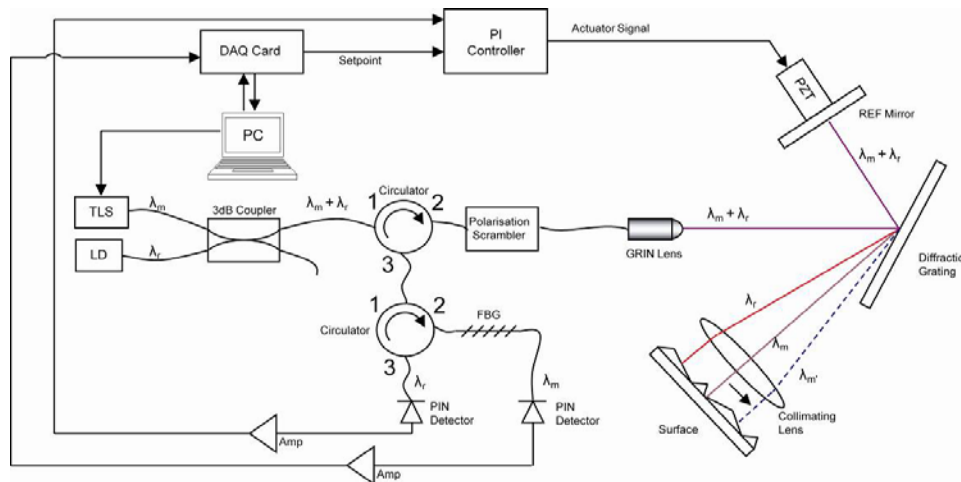 DAQ Card
PI
Controller
Setpoint
Actuator Signal
PZT
REF Mirror
PC
λm + λr
TLS
λm
LD
λr
3dB Coupler
λm + λr
Circulator
1
2
3
Polarisation
Scrambler
λm + λr
GRIN Lens
Diffraction
Grating
Circulator
1
2
3
FBG
λr
λm
λm'
λr
PIN
Detector
λm
PIN
Detector
Surface
Collimating
Lens
Amp
Amp